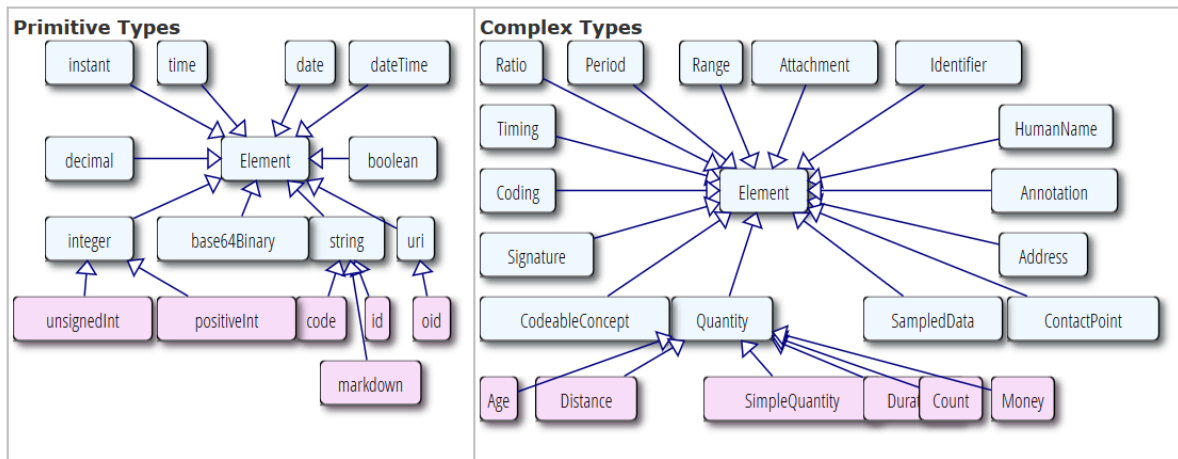 Primitive Types
instant
time
date
dateTime
decimal
Element
boolean
integer
base64Binary
string
uri
unsignedInt
positiveInt
code
id
oid
markdown
Complex Types
Ratio
Period
Range
Attachment
Identifier
Timing
HumanName
Coding
Element
Annotation
Signature
Address
CodeableConcept
Quantity
SampledData
ContactPoint
Age
Distance
SimpleQuantity
Durat
Count
Money